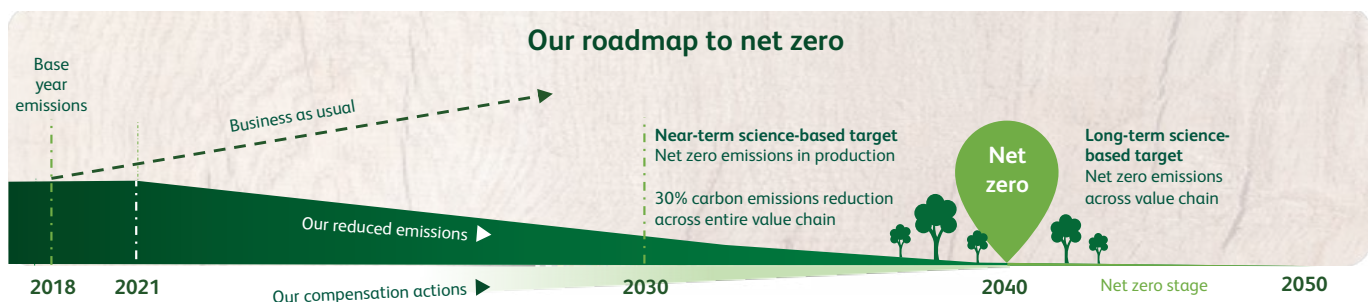 Our roadmap to net zero
Base
year
emissions
Business as usual
Near-term science-based target
Net zero emissions in production
30% carbon emissions reduction
across entire value chain
Net
zero
Long-term science-
based target
Net zero emissions
across value chain
Our reduced emissions
2018
2021
Our compensation actions
2030
2040
Net zero stage
2050